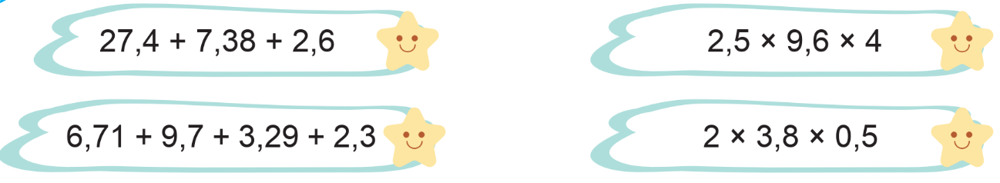 27,4 + 7,38 + 2,6
2,5 × 9,6 × 4
6,71 + 9,7 + 3,29 + 2,3
2 × 3,8 × 0,5